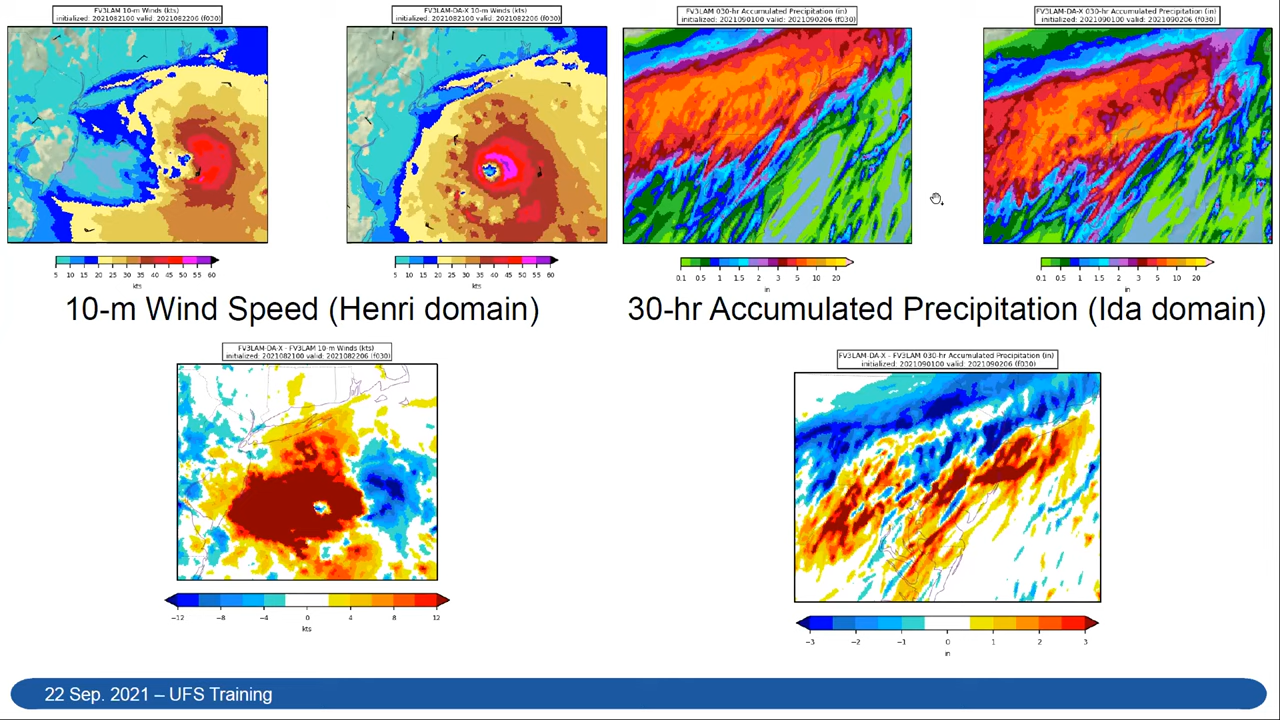 FV3LAM 10-m Winds (kts)
initialized: 2021082100 valid: 2021082206 (f030)
FV3LAM-DA-X 10-m Winds (kts)
initialized: 2021082100 valid: 2021082206 (f030)
FV3LAM 030-hr Accumulated Precipitation (in)
initialized: 2021090100 valid: 2021090206 (f030)
FV3LAM-DA-X 030-hr Accumulated Precipitation (in)
initialized: 2021090100 valid: 2021090206 (f030)
5 10 15 20 25 30 35 40 45 50 55 60
kts
5 10 15 20 25 30 35 40 45 50 55 60
kts
0.1 0.5 1 1.5 2 3 5 10 20
in
0.1 0.5 1 1.5 2 3 5 10 20
in
10-m Wind Speed (Henri domain)
30-hr Accumulated Precipitation (Ida domain)
FV3LAM-DA-X - FV3LAM 10-m Winds (kts)
initialized: 2021082100 valid: 2021082206 (f030)
FV3LAM-DA-X - FV3LAM 030-hr Accumulated Precipitation (in)
initialized: 2021090100 valid: 2021090206 (f030)
−12 −8 −4 0 4 8 12
kts
−3 −2 −1 0 1 2 3
in
22 Sep. 2021 – UFS Training